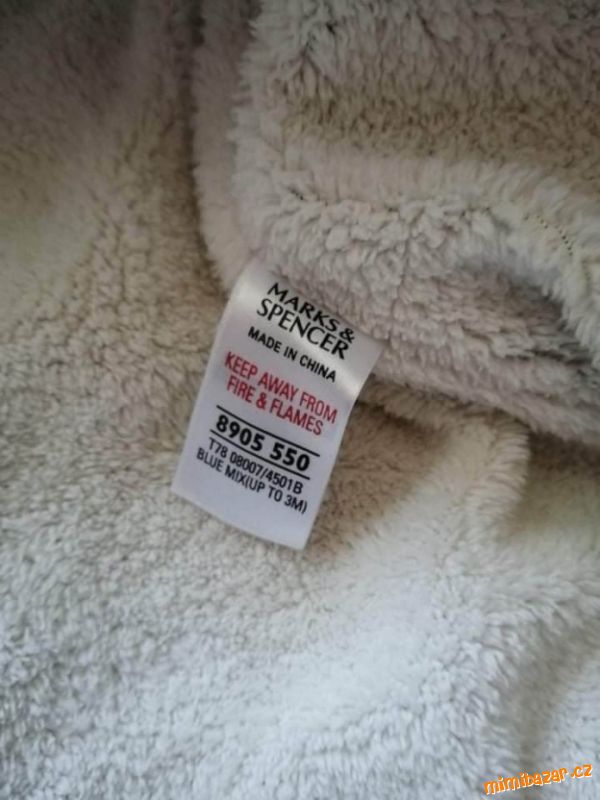 MARKS &
SPENCER
MADE IN CHINA
KEEP AWAY FROM
FIRE & FLAMES
8905 550
T78 08007/4501B
BLUE MIX(UP TO 3M)
mimibazar.cz